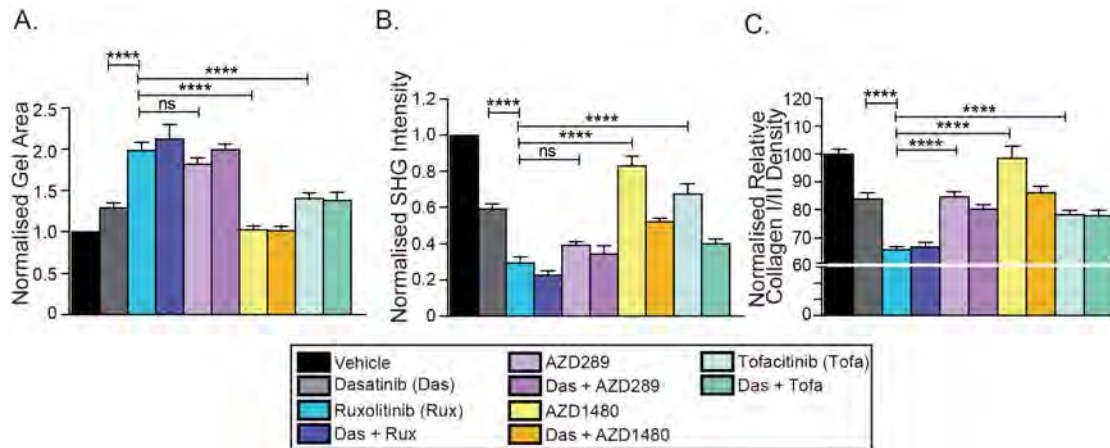 A.
****
****
****
ns
Normalised Gel Area
2.5
2.0
1.5
1.0
0.5
0
B.
****
****
****
ns
Normalised SHG Intensity
1.2
1.0
0.8
0.6
0.4
0.2
0
C.
****
****
****
****
Normalised Relative
Collagen I/III Density
120
110
100
90
80
70
60
60
0
Vehicle
Dasatinib (Das)
Ruxolitinib (Rux)
Das + Rux
AZD289
Das + AZD289
AZD1480
Das + AZD1480
Tofacitinib (Tofa)
Das + Tofa